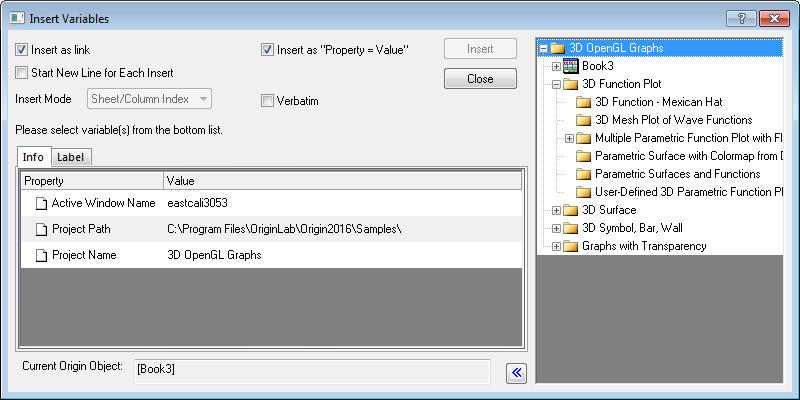 Insert Variables
Insert as link
Insert as "Property = Value"
Insert
Start New Line for Each Insert
Close
Insert Mode
Sheet/Column Index
Verbatim
Please select variable(s) from the bottom list.
Info
Label
Property
Value
Active Window Name
eastcali3053
Project Path
C:\Program Files\OriginLab\Origin2016\Samples\
Project Name
3D OpenGL Graphs
Current Origin Object:
[Book3]
3D OpenGL Graphs
Book3
3D Function Plot
3D Function - Mexican Hat
3D Mesh Plot of Wave Functions
Multiple Parametric Function Plot with Fl
Parametric Surface with Colormap from D
Parametric Surfaces and Functions
User-Defined 3D Parametric Function Pl
3D Surface
3D Symbol, Bar, Wall
Graphs with Transparency